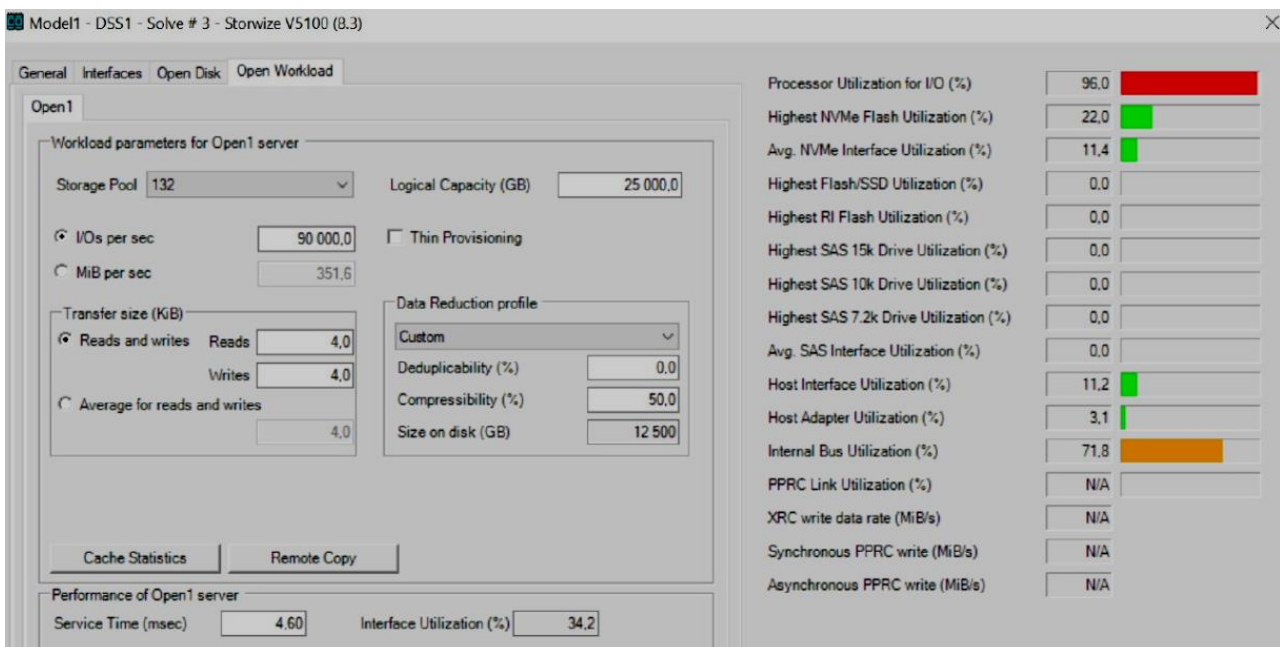 Model1 - DSS1 - Solve # 3 - Storwize V5100 (8.3)
General Interfaces Open Disk Open Workload
Open1
Workload parameters for Open1 server
Storage Pool 132 Logical Capacity (GB) 25 000,0
I/Os per sec 90 000,0 Thin Provisioning
MiB per sec 351,6
Transfer size (KiB)
Reads and writes Reads 4,0
Writes 4,0
Average for reads and writes
4,0
Data Reduction profile
Custom
Deduplicability (%) 0,0
Compressibility (%) 50,0
Size on disk (GB) 12 500
Cache Statistics Remote Copy
Performance of Open1 server
Service Time (msec) 4,60 Interface Utilization (%) 34,2
Processor Utilization for I/O (%) 96,0
Highest NVMe Flash Utilization (%) 22,0
Avg. NVMe Interface Utilization (%) 11,4
Highest Flash/SSD Utilization (%) 0,0
Highest RI Flash Utilization (%) 0,0
Highest SAS 15k Drive Utilization (%) 0,0
Highest SAS 10k Drive Utilization (%) 0,0
Highest SAS 7.2k Drive Utilization (%) 0,0
Avg. SAS Interface Utilization (%) 0,0
Host Interface Utilization (%) 11,2
Host Adapter Utilization (%) 3,1
Internal Bus Utilization (%) 71,8
PPRC Link Utilization (%) N/A
XRC write data rate (MiB/s) N/A
Synchronous PPRC write (MiB/s) N/A
Asynchronous PPRC write (MiB/s) N/A